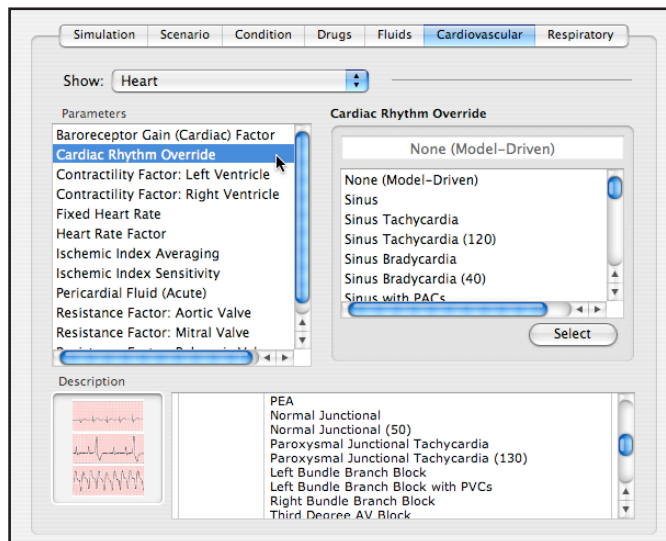 Simulation Scenario Condition Drugs Fluids Cardiovascular Respiratory
Show: Heart
Parameters
Baroreceptor Gain (Cardiac) Factor
Cardiac Rhythm Override
Contractility Factor: Left Ventricle
Contractility Factor: Right Ventricle
Fixed Heart Rate
Heart Rate Factor
Ischemic Index Averaging
Ischemic Index Sensitivity
Pericardial Fluid (Acute)
Resistance Factor: Aortic Valve
Resistance Factor: Mitral Valve
Cardiac Rhythm Override
None (Model-Driven)
None (Model-Driven)
Sinus
Sinus Tachycardia
Sinus Tachycardia (120)
Sinus Bradycardia
Sinus Bradycardia (40)
Sinus with PACs
Select
Description
PEA
Normal Junctional
Normal Junctional (50)
Paroxysmal Junctional Tachycardia
Paroxysmal Junctional Tachycardia (130)
Left Bundle Branch Block
Left Bundle Branch Block with PVCs
Right Bundle Branch Block
Third Degree AV Block